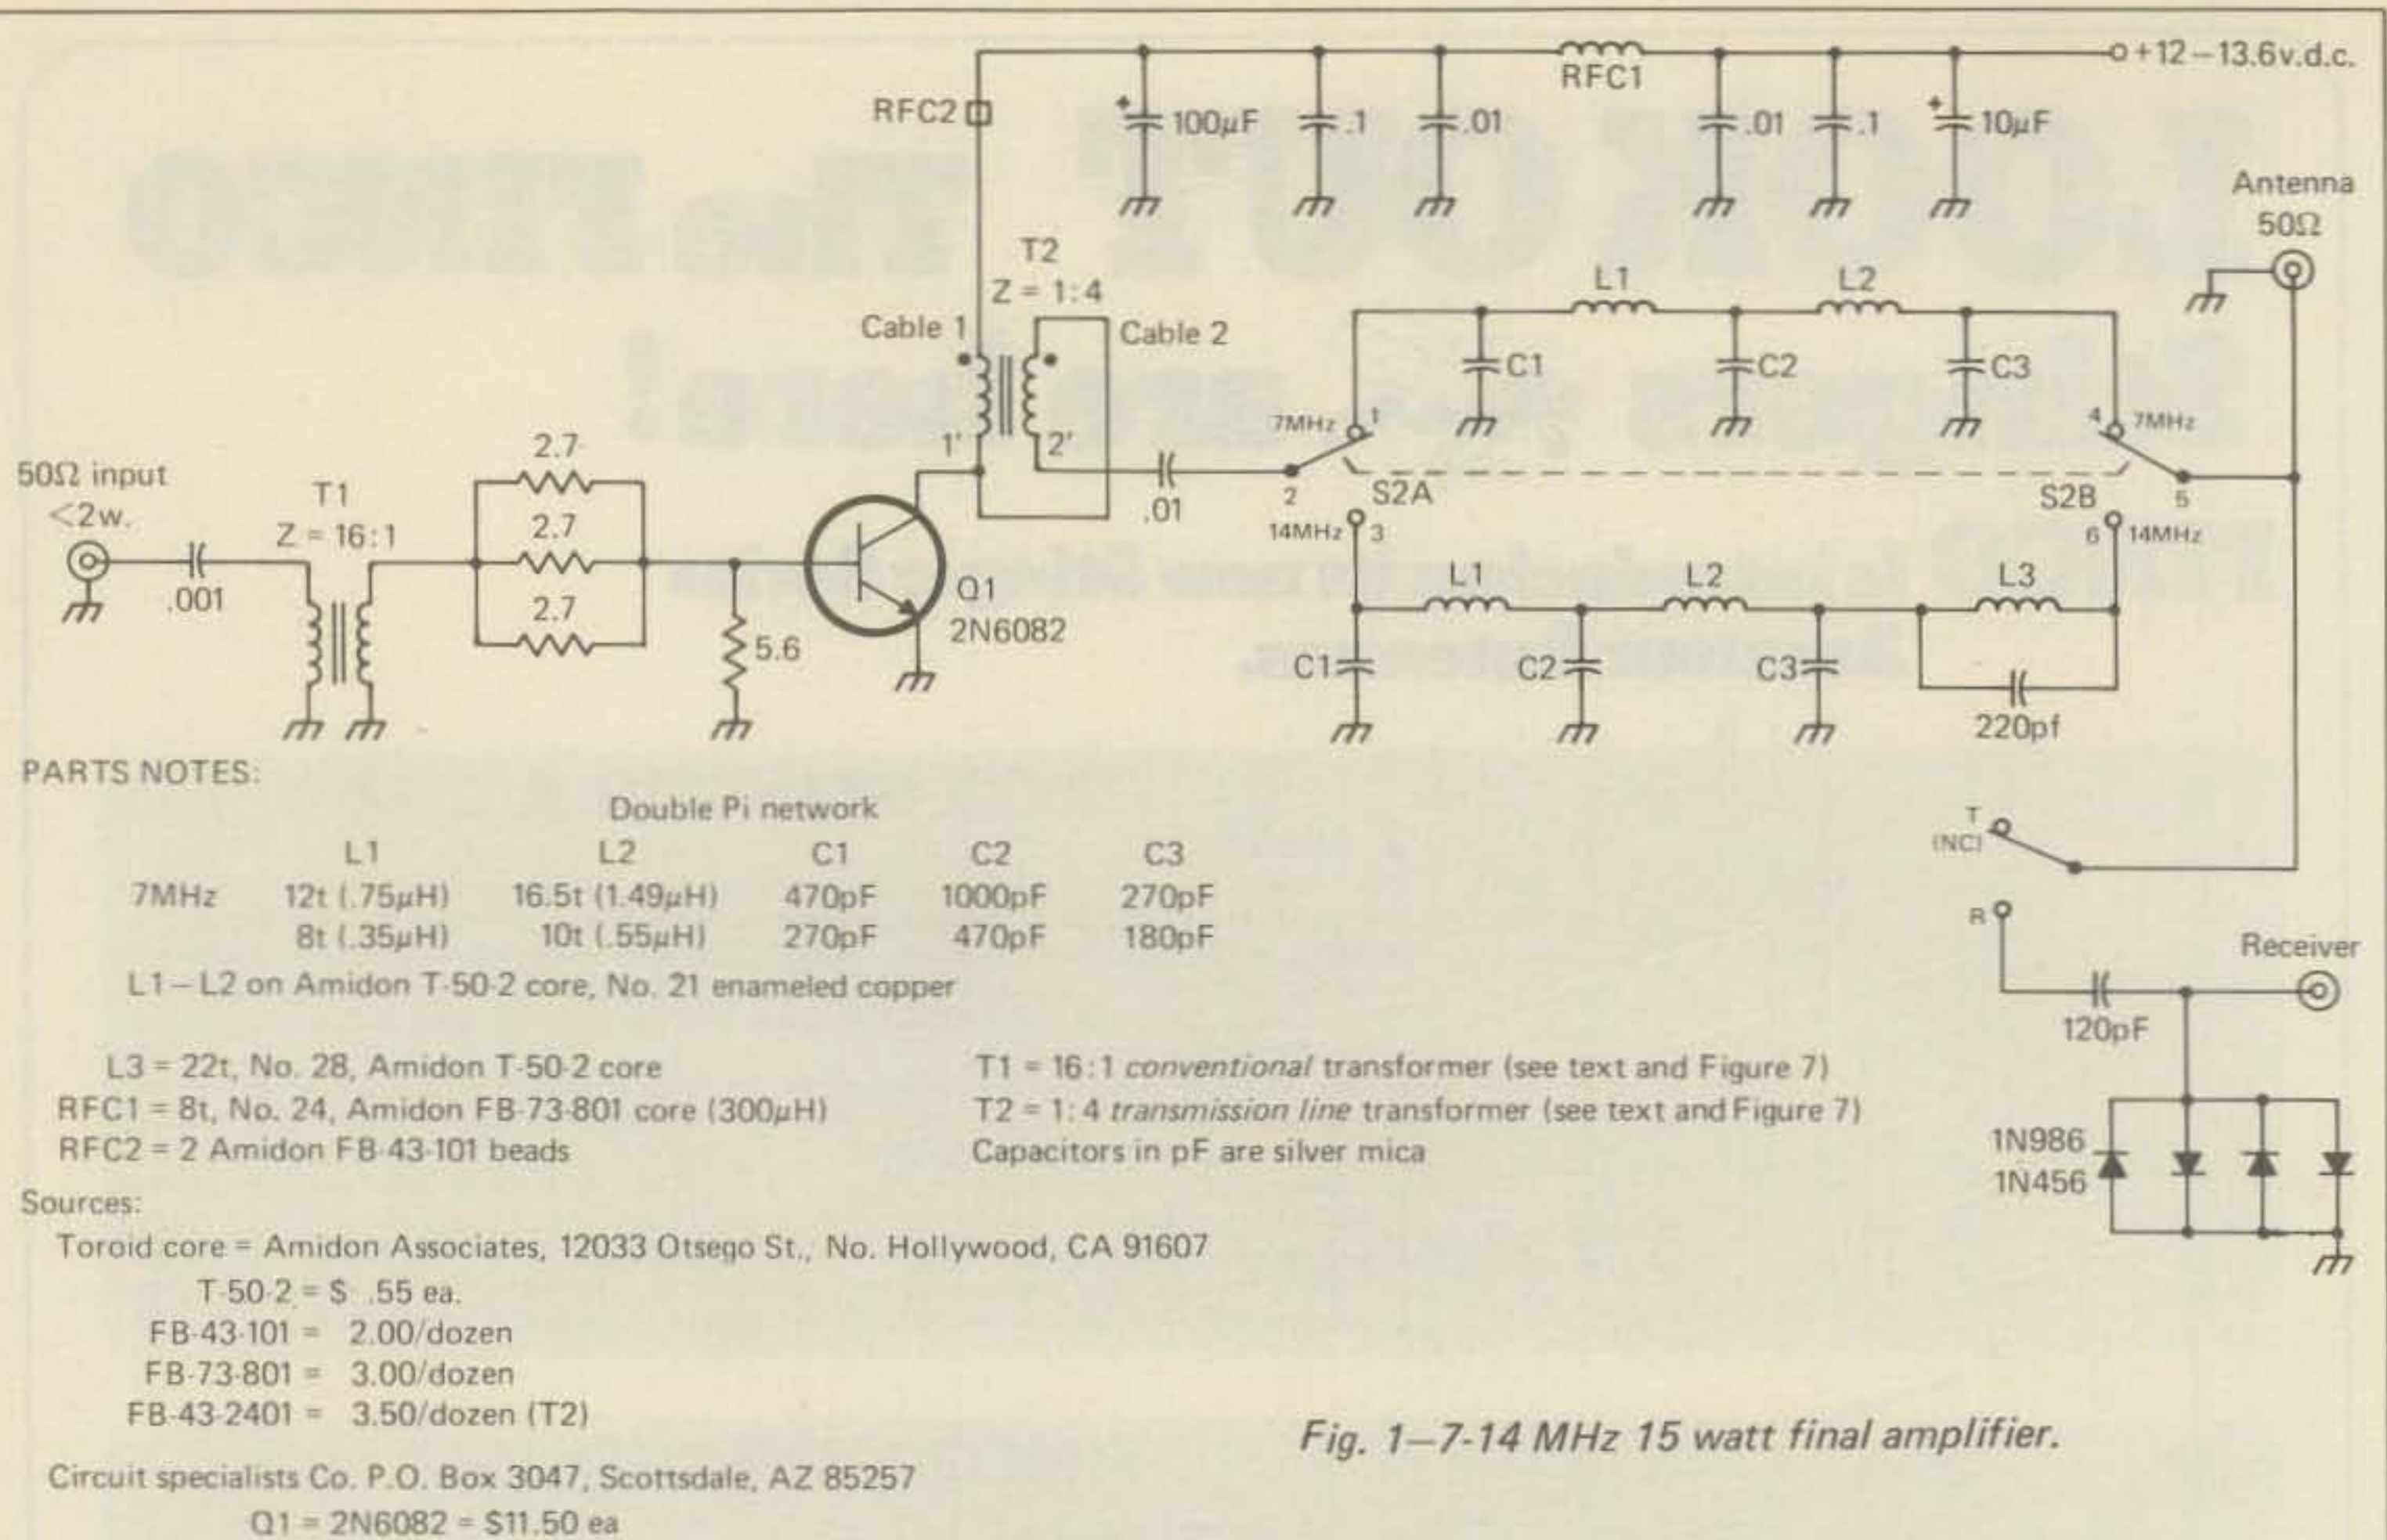 +12–13.6v.d.c.
RFC1
RFC2
100µF
.1
.01
.01
.1
10µF
Antenna
50Ω
T2
Z = 1:4
Cable 1
Cable 2
1'
2'
L1
L2
C1
C2
C3
7MHz
1
4
7MHz
50Ω input
<2w.
T1
Z = 16:1
2.7
2.7
2.7
.001
.01
2
S2A
S2B
5
14MHz
3
6
14MHz
Q1
2N6082
5.6
L1
L2
L3
C1
C2
C3
220pf
PARTS NOTES:
Double Pi network
L1 L2 C1 C2 C3
7MHz 12t (.75µH) 16.5t (1.49µH) 470pF 1000pF 270pF
8t (.35µH) 10t (.55µH) 270pF 470pF 180pF
L1–L2 on Amidon T-50-2 core, No. 21 enameled copper
T
(NC)
R
Receiver
120pF
L3 = 22t, No. 28, Amidon T-50-2 core
RFC1 = 8t, No. 24, Amidon FB-73-801 core (300µH)
RFC2 = 2 Amidon FB-43-101 beads
T1 = 16:1 conventional transformer (see text and Figure 7)
T2 = 1:4 transmission line transformer (see text and Figure 7)
Capacitors in pF are silver mica
1N986
1N456
Sources:
Toroid core = Amidon Associates, 12033 Otsego St., No. Hollywood, CA 91607
T-50-2 = $ .55 ea.
FB-43-101 = 2.00/dozen
FB-73-801 = 3.00/dozen
FB-43-2401 = 3.50/dozen (T2)
Circuit specialists Co. P.O. Box 3047, Scottsdale, AZ 85257
Q1 = 2N6082 = $11.50 ea
Fig. 1–7-14 MHz 15 watt final amplifier.